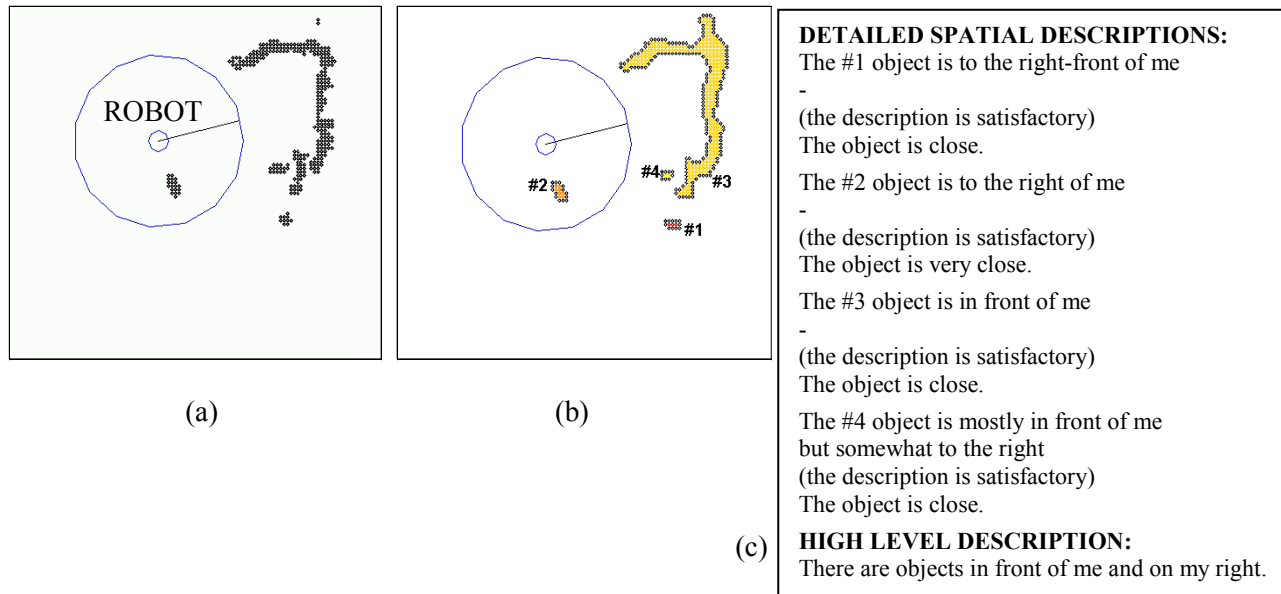 ROBOT
(a)
#2
#4
#3
#1
(b)
DETAILED SPATIAL DESCRIPTIONS:
The #1 object is to the right-front of me
-
(the description is satisfactory)
The object is close.
The #2 object is to the right of me
-
(the description is satisfactory)
The object is very close.
The #3 object is in front of me
-
(the description is satisfactory)
The object is close.
The #4 object is mostly in front of me
but somewhat to the right
(the description is satisfactory)
The object is close.
HIGH LEVEL DESCRIPTION:
There are objects in front of me and on my right.
(c)